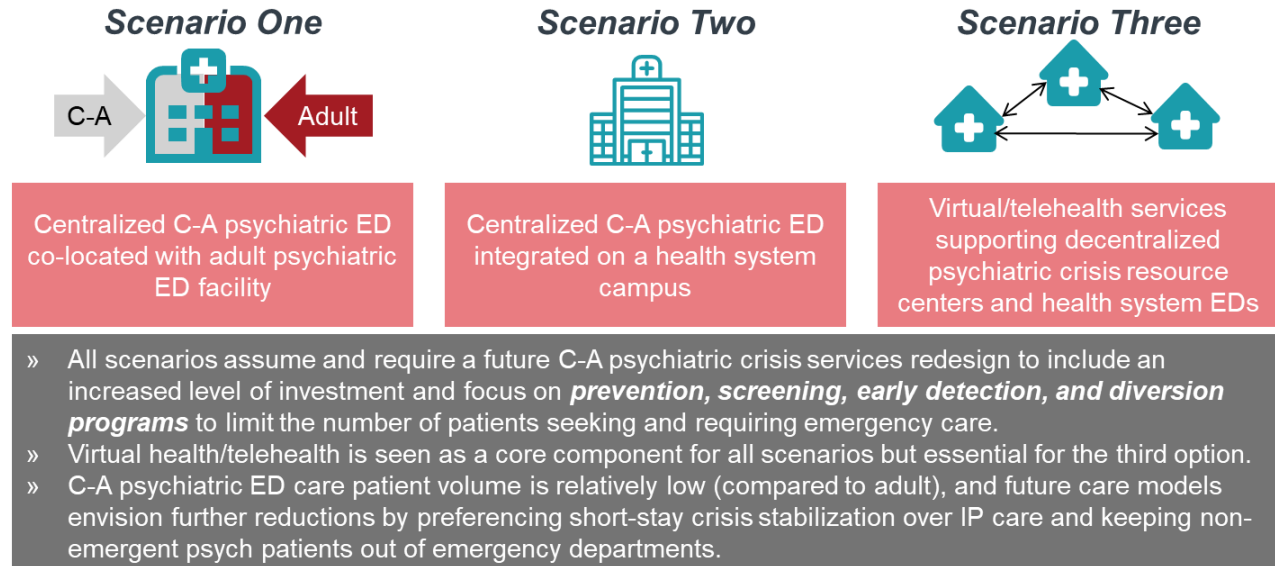 Scenario One
Scenario Two
Scenario Three
C-A
Adult
Centralized C-A psychiatric ED
co-located with adult psychiatric
ED facility
Centralized C-A psychiatric ED
integrated on a health system
campus
Virtual/telehealth services
supporting decentralized
psychiatric crisis resource
centers and health system EDs
» All scenarios assume and require a future C-A psychiatric crisis services redesign to include an
increased level of investment and focus on prevention, screening, early detection, and diversion
programs to limit the number of patients seeking and requiring emergency care.
» Virtual health/telehealth is seen as a core component for all scenarios but essential for the third option.
» C-A psychiatric ED care patient volume is relatively low (compared to adult), and future care models
envision further reductions by preferencing short-stay crisis stabilization over IP care and keeping non-
emergent psych patients out of emergency departments.